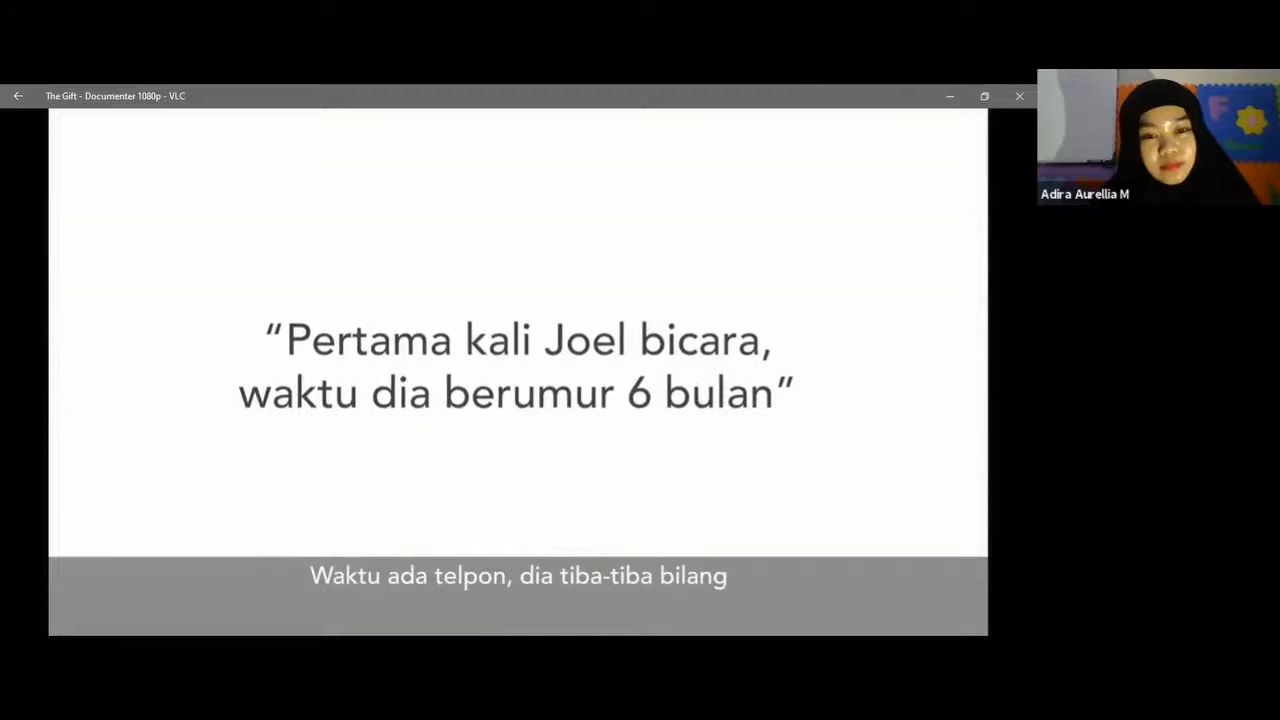 The Gift - Documenter 1080p - VLC
“Pertama kali Joel bicara,
waktu dia berumur 6 bulan”
Waktu ada telpon, dia tiba-tiba bilang
F
Adira Aurellia M